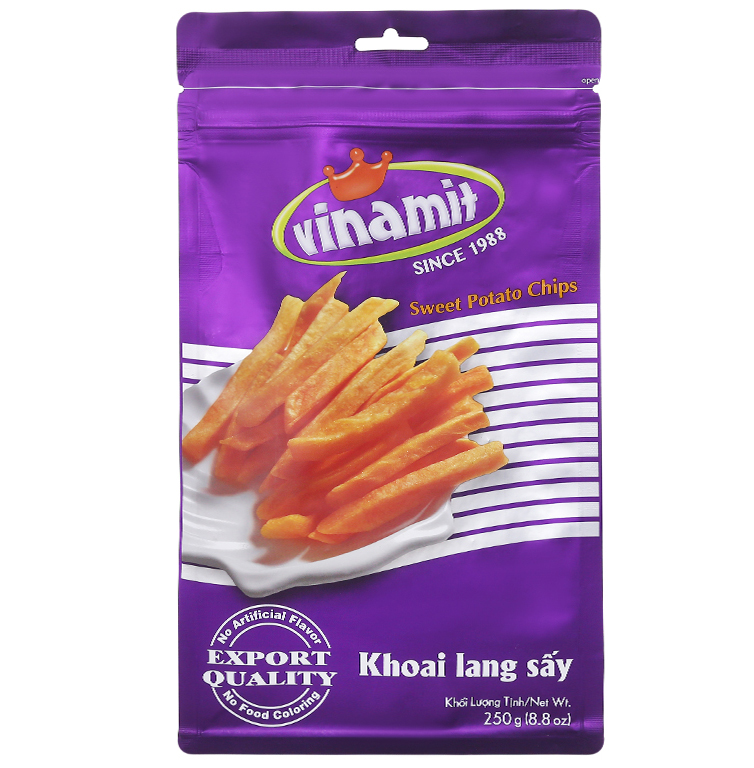 open
vinamit
SINCE 1988
Sweet Potato Chips
No Artificial Flavor
EXPORT
QUALITY
No Food Coloring
Khoai lang sấy
Khối Lượng Tịnh/Net Wt.
250 g (8.8 oz)